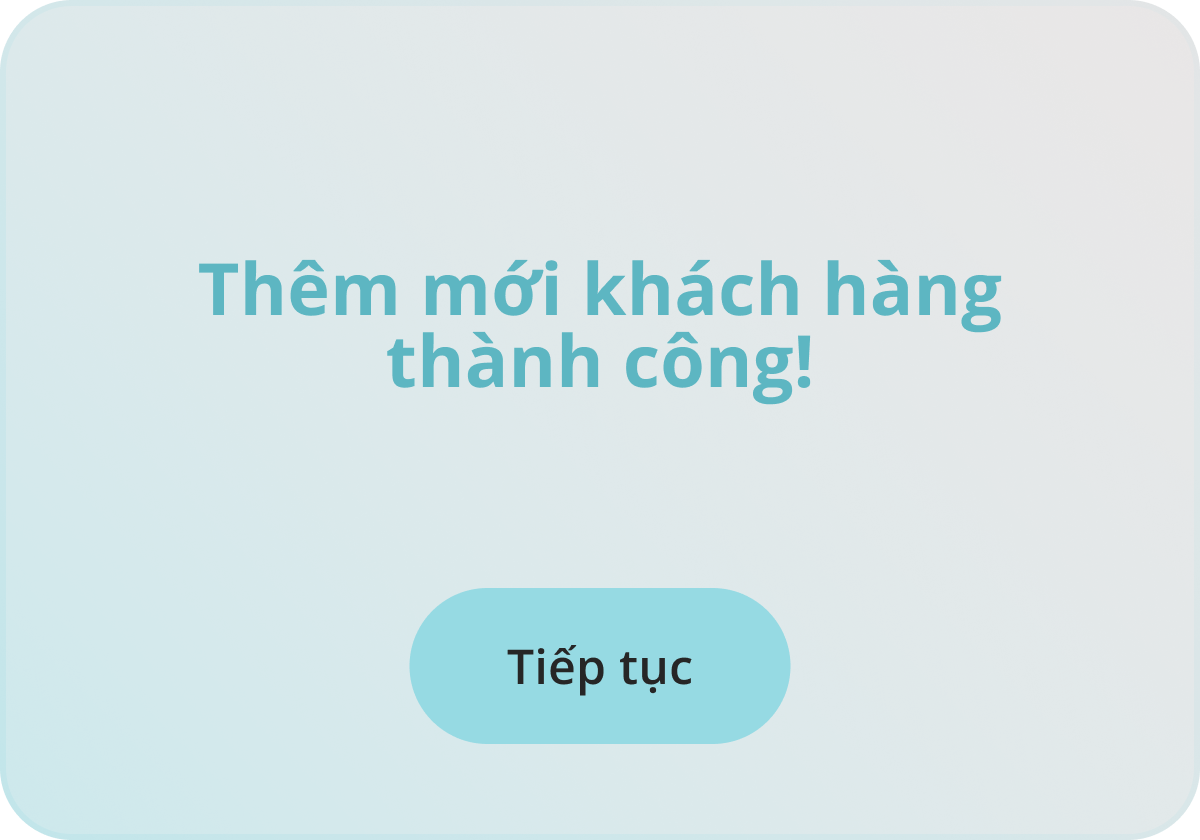 Thêm mới khách hàng
thành công!
Tiếp tục